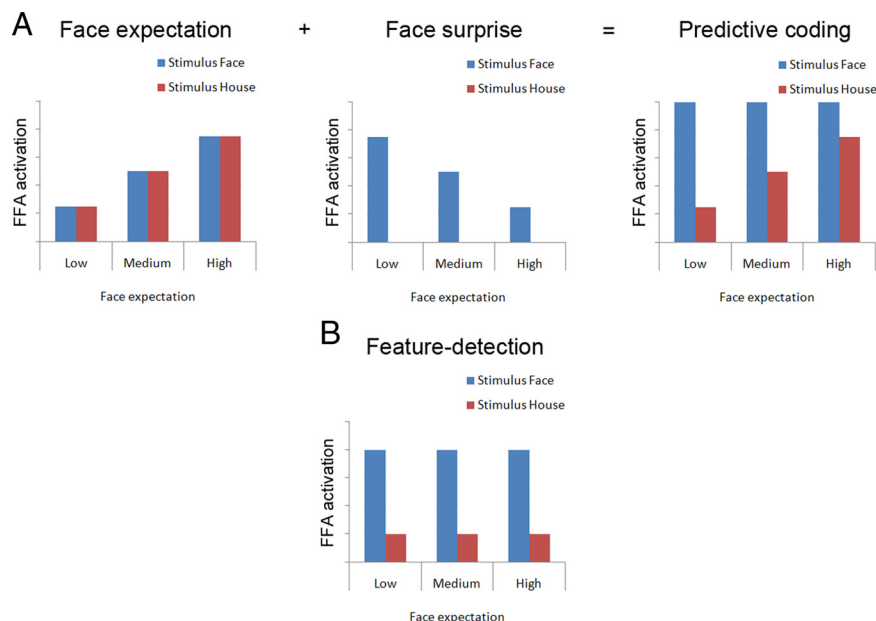 A
Face expectation + Face surprise = Predictive coding
Stimulus Face
Stimulus House
FFA activation
Low Medium High
Face expectation
Stimulus Face
Stimulus House
FFA activation
Low Medium High
Face expectation
Stimulus Face
Stimulus House
FFA activation
Low Medium High
Face expectation
B
Feature-detection
Stimulus Face
Stimulus House
FFA activation
Low Medium High
Face expectation